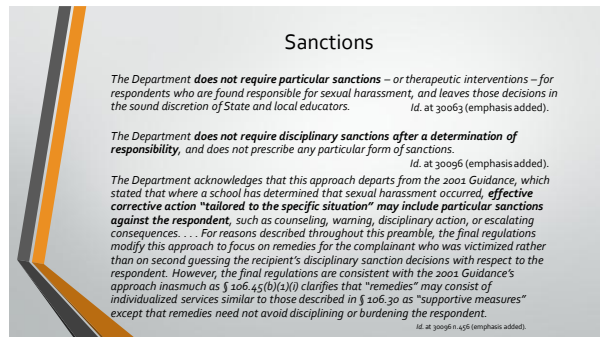 Sanctions
The Department does not require particular sanctions – or therapeutic interventions – for
respondents who are found responsible for sexual harassment, and leaves those decisions in
the sound discretion of State and local educators. Id. at 30063 (emphasis added).
The Department does not require disciplinary sanctions after a determination of
responsibility, and does not prescribe any particular form of sanctions.
Id. at 30096 (emphasis added).
The Department acknowledges that this approach departs from the 2001 Guidance, which
stated that where a school has determined that sexual harassment occurred, effective
corrective action “tailored to the specific situation” may include particular sanctions
against the respondent, such as counseling, warning, disciplinary action, or escalating
consequences. . . . For reasons described throughout this preamble, the final regulations
modify this approach to focus on remedies for the complainant who was victimized rather
than on second guessing the recipient’s disciplinary sanction decisions with respect to the
respondent. However, the final regulations are consistent with the 2001 Guidance’s
approach inasmuch as § 106.45(b)(1)(i) clarifies that “remedies” may consist of
individualized services similar to those described in § 106.30 as “supportive measures”
except that remedies need not avoid disciplining or burdening the respondent.
Id. at 30096 n.456 (emphasis added).